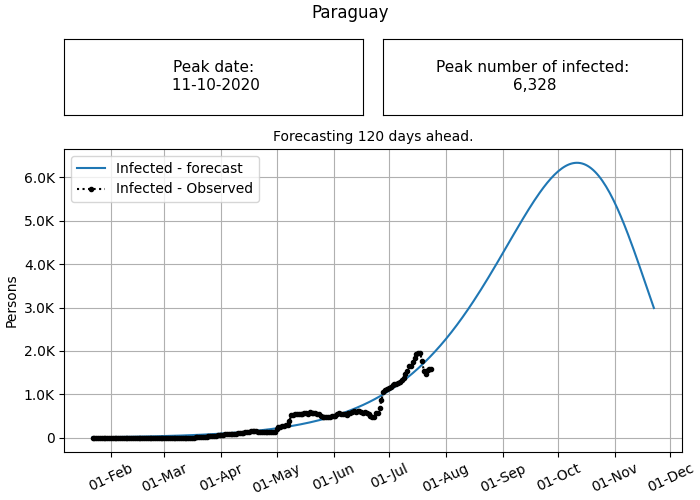 Paraguay
Peak date:
11-10-2020
Peak number of infected:
6,328
Forecasting 120 days ahead.
Infected - forecast
Infected - Observed
6.0K
5.0K
4.0K
3.0K
2.0K
1.0K
0
Persons
01-Feb
01-Mar
01-Apr
01-May
01-Jun
01-Jul
01-Aug
01-Sep
01-Oct
01-Nov
01-Dec